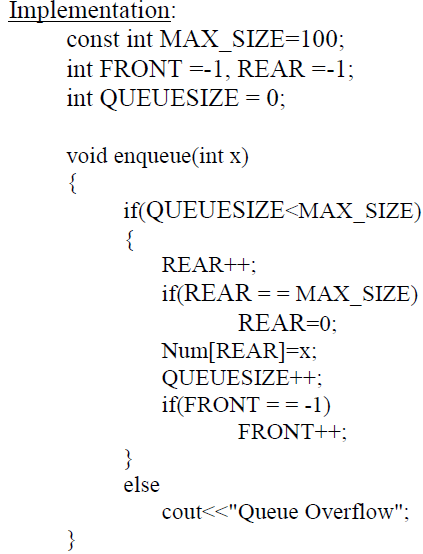 Implementation:
const int MAX_SIZE=100;
int FRONT =-1, REAR =-1;
int QUEUESIZE = 0;
void enqueue(int x)
{
if(QUEUESIZE<MAX_SIZE)
{
REAR++;
if(REAR = = MAX_SIZE)
REAR=0;
Num[REAR]=x;
QUEUESIZE++;
if(FRONT = = -1)
FRONT++;
}
else
cout<<"Queue Overflow";
}